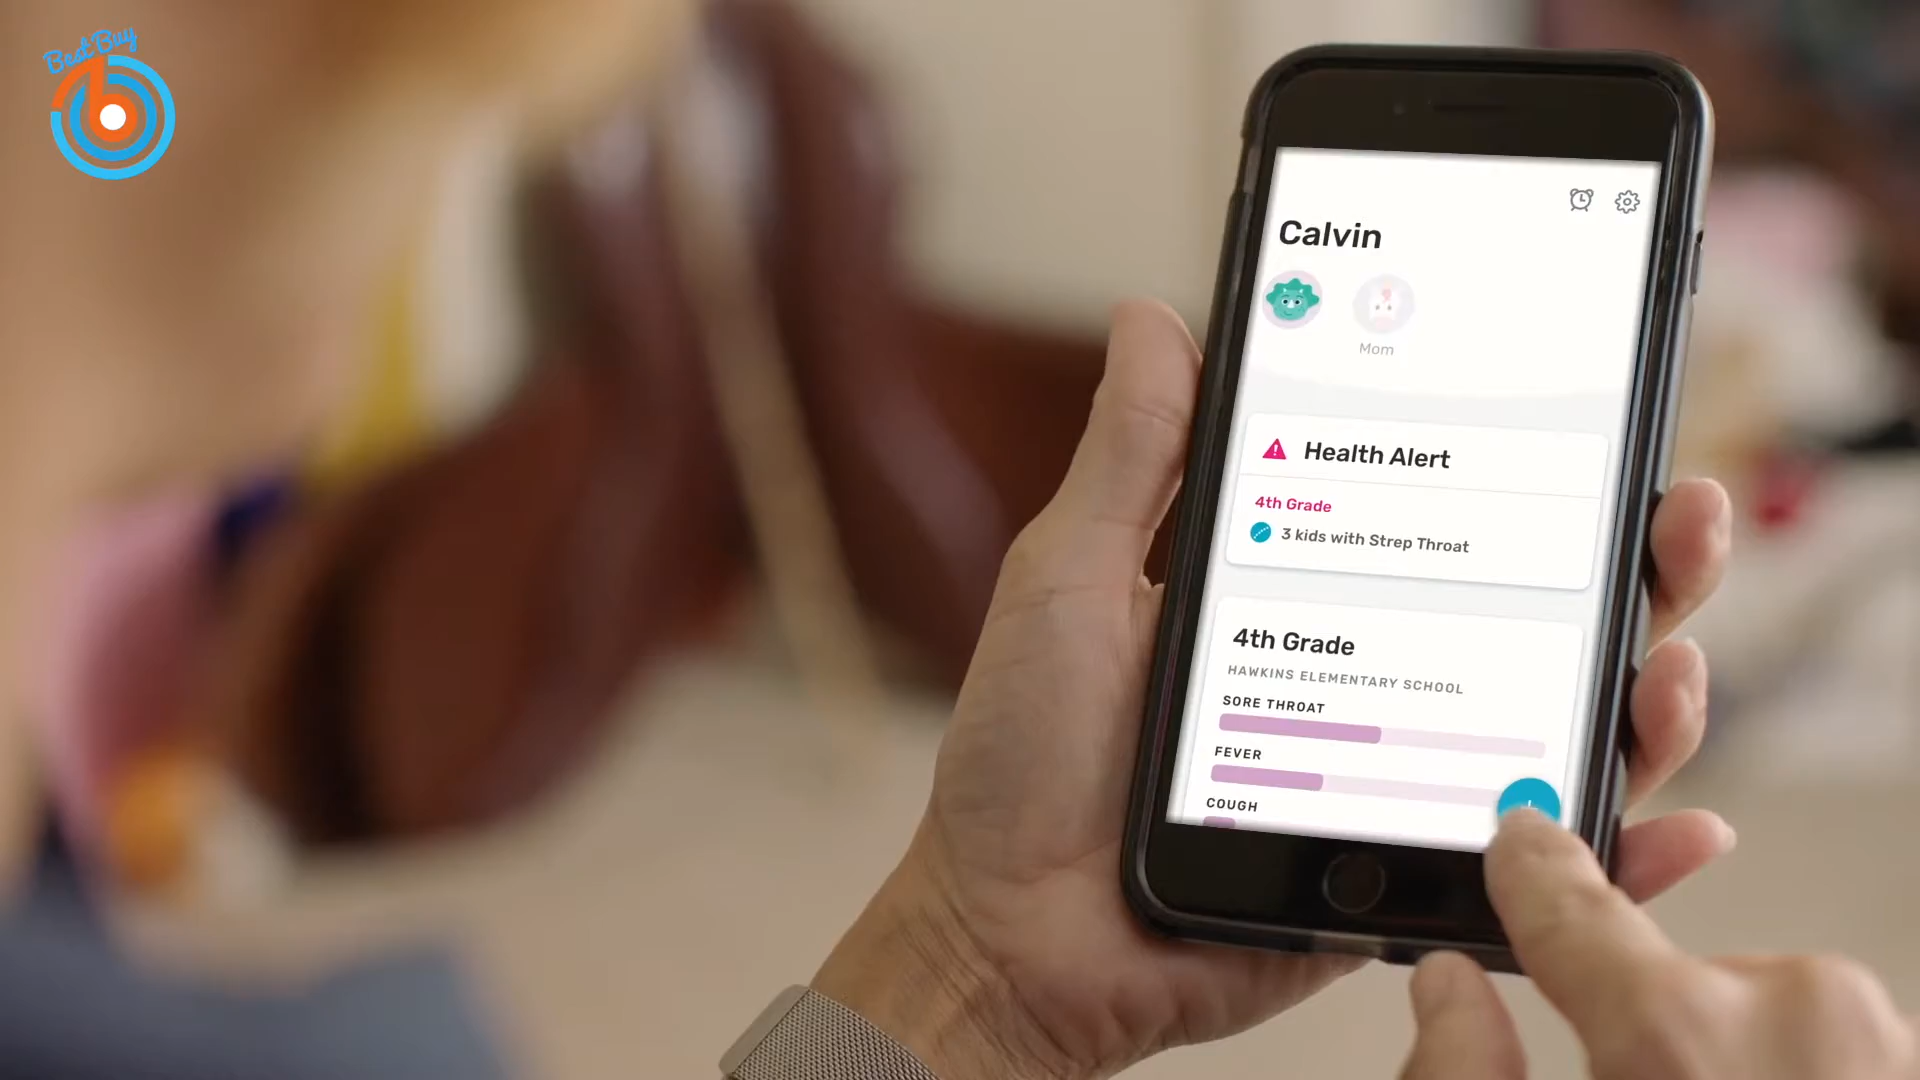 Best Buy
Calvin
Mom
Health Alert
4th Grade
3 kids with Strep Throat
4th Grade
HAWKINS ELEMENTARY SCHOOL
SORE THROAT
FEVER
COUGH